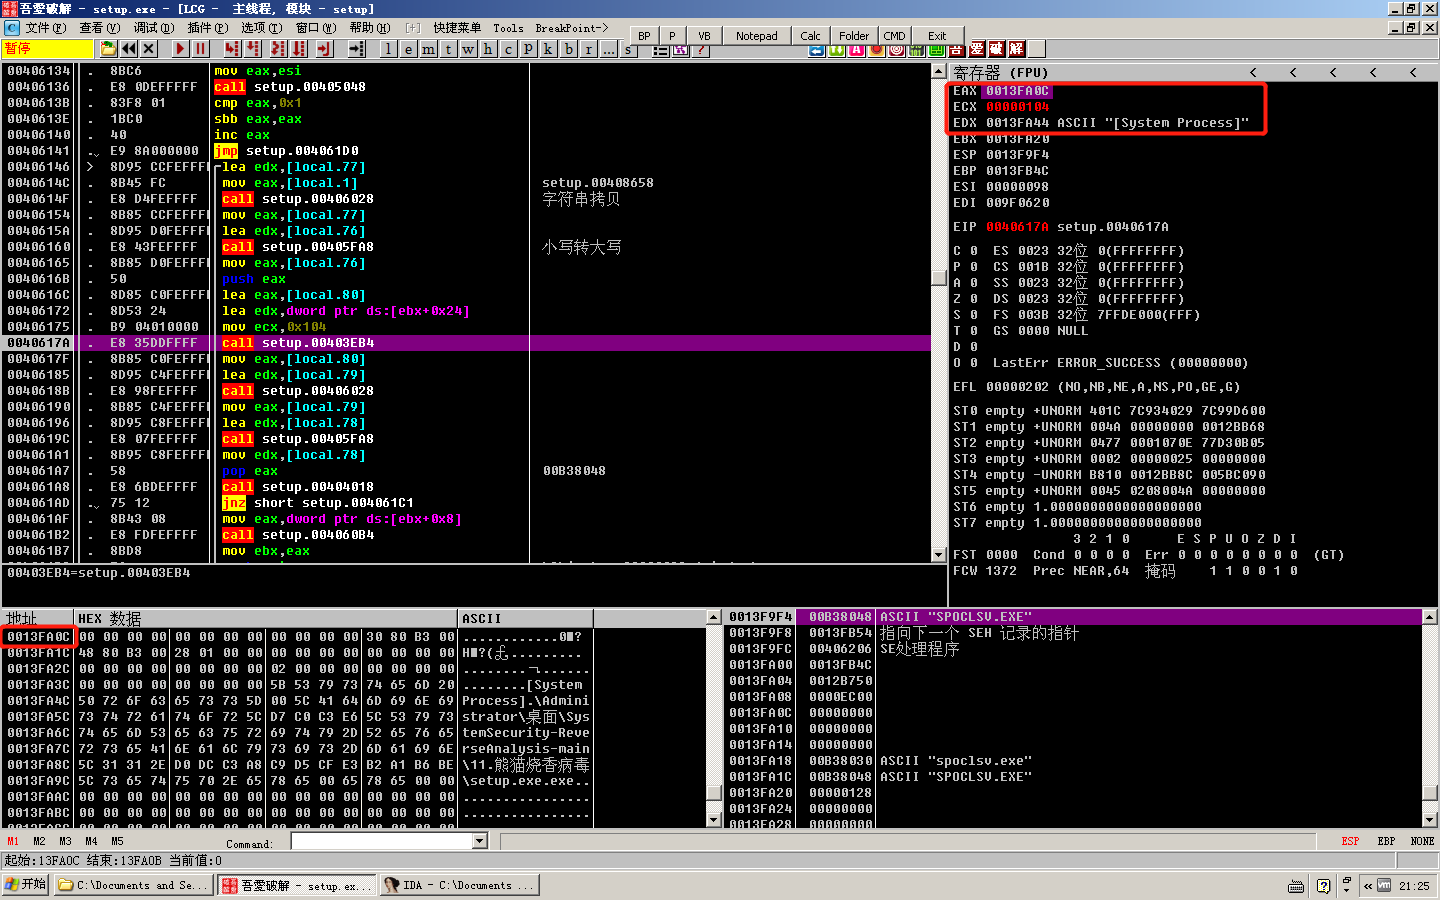 吾爱破解 - setup.exe - [LCG - 主线程, 模块 - setup]
文件(F) 查看(V) 调试(D) 插件(P) 选项(T) 窗口(W) 帮助(H) [+] 快捷菜单 Tools BreakPoint->
BP P VB Notepad Calc Folder CMD Exit
暂停 l e m t w h c p k b r ... s
00406134 . 8BC6 mov eax,esi
00406136 . E8 0DEFFFFF call setup.00405048
0040613B . 83F8 01 cmp eax,0x1
0040613E . 1BC0 sbb eax,eax
00406140 . 40 inc eax
00406141 . E9 8A000000 jmp setup.004061D0
00406146 > 8D95 CCFEFFFF lea edx,[local.77]
0040614C . 8B45 FC mov eax,[local.1] setup.00408658
0040614F . E8 D4FEFFFF call setup.00406028 字符串拷贝
00406154 . 8B85 CCFEFFFF mov eax,[local.77]
0040615A . 8D95 D0FEFFFF lea edx,[local.76]
00406160 . E8 43FEFFFF call setup.00405FA8 小写转大写
00406165 . 8B85 D0FEFFFF mov eax,[local.76]
0040616B . 50 push eax
0040616C . 8D85 C0FEFFFF lea eax,[local.80]
00406172 . 8D53 24 lea edx,dword ptr ds:[ebx+0x24]
00406175 . B9 04010000 mov ecx,0x104
0040617A . E8 35DDFFFF call setup.00403EB4
0040617F . 8B85 C0FEFFFF mov eax,[local.80]
00406185 . 8D95 C4FEFFFF lea edx,[local.79]
0040618B . E8 98FEFFFF call setup.00406028
00406190 . 8B85 C4FEFFFF mov eax,[local.79]
00406196 . 8D95 C8FEFFFF lea edx,[local.78]
0040619C . E8 07FEFFFF call setup.00405FA8
004061A1 . 8B95 C8FEFFFF mov edx,[local.78]
004061A7 . 58 pop eax 00B38048
004061A8 . E8 6BDEFFFF call setup.00404018
004061AD . 75 12 jnz short setup.004061C1
004061AF . 8B43 08 mov eax,dword ptr ds:[ebx+0x8]
004061B2 . E8 FDFEFFFF call setup.004060B4
004061B7 . 8BD8 mov ebx,eax
00403EB4=setup.00403EB4
寄存器 (FPU) < < < < <
EAX 0013FA0C
ECX 00000104
EDX 0013FA44 ASCII "[System Process]"
EBX 0013FA20
ESP 0013F9F4
EBP 0013FB4C
ESI 00000098
EDI 009F0620
EIP 0040617A setup.0040617A
C 0 ES 0023 32位 0(FFFFFFFF)
P 0 CS 001B 32位 0(FFFFFFFF)
A 0 SS 0023 32位 0(FFFFFFFF)
Z 0 DS 0023 32位 0(FFFFFFFF)
S 0 FS 003B 32位 7FFDE000(FFF)
T 0 GS 0000 NULL
D 0
O 0 LastErr ERROR_SUCCESS (00000000)
EFL 00000202 (NO,NB,NE,A,NS,PO,GE,G)
ST0 empty +UNORM 401C 7C934029 7C99D600
ST1 empty +UNORM 004A 00000000 0012BB68
ST2 empty +UNORM 0477 0001070E 77D30B05
ST3 empty +UNORM 0002 00000025 00000000
ST4 empty -UNORM B810 0012BB8C 005BC090
ST5 empty +UNORM 0045 0208004A 00000000
ST6 empty 1.0000000000000000000
ST7 empty 1.0000000000000000000
3 2 1 0 E S P U O Z D I
FST 0000 Cond 0 0 0 0 Err 0 0 0 0 0 0 0 0 (GT)
FCW 1372 Prec NEAR,64 掩码 1 1 0 0 1 0
地址 HEX 数据 ASCII
0013FA0C 00 00 00 00 00 00 00 00 00 00 00 00 30 80 B3 00 ............0■?
0013FA1C 48 80 B3 00 28 01 00 00 00 00 00 00 00 00 00 00 H■?(.........
0013FA2C 00 00 00 00 00 00 00 00 02 00 00 00 00 00 00 00 ........¬.......
0013FA3C 00 00 00 00 00 00 00 00 5B 53 79 73 74 65 6D 20 ........[System
0013FA4C 50 72 6F 63 65 73 73 5D 00 5C 41 64 6D 69 6E 69 Process].\Admini
0013FA5C 73 74 72 61 74 6F 72 5C D7 C0 C3 E6 5C 53 79 73 strator\桌面\Sys
0013FA6C 74 65 6D 53 65 63 75 72 69 74 79 2D 52 65 76 65 temSecurity-Reve
0013FA7C 72 73 65 41 6E 61 6C 79 73 69 73 2D 6D 61 69 6E rseAnalysis-main
0013FA8C 5C 31 31 2E D0 DC C3 A8 C9 D5 CF E3 B2 A1 B6 BE \11.熊猫烧香病毒
0013FA9C 5C 73 65 74 75 70 2E 65 78 65 00 65 78 65 00 00 \setup.exe.exe..
0013FAAC 00 00 00 00 00 00 00 00 00 00 00 00 00 00 00 00 ................
0013FABC 00 00 00 00 00 00 00 00 00 00 00 00 00 00 00 00 ................
0013F9F4 00B38048 ASCII "SPOCLSV.EXE"
0013F9F8 0013FB54 指向下一个 SEH 记录的指针
0013F9FC 00406206 SE处理程序
0013FA00 0013FB4C
0013FA04 0012B750
0013FA08 0000EC00
0013FA0C 00000000
0013FA10 00000000
0013FA14 00000000
0013FA18 00B38030 ASCII "spoclsv.exe"
0013FA1C 00B38048 ASCII "SPOCLSV.EXE"
0013FA20 00000128
0013FA24 00000000
0013FA28 00000000
M1 M2 M3 M4 M5 Command: ESP EBP NONE
起始:13FA0C 结束:13FA0B 当前值:0
开始 C:\Documents and Se... 吾爱破解 - setup.ex... IDA - C:\Documents ... 21:25